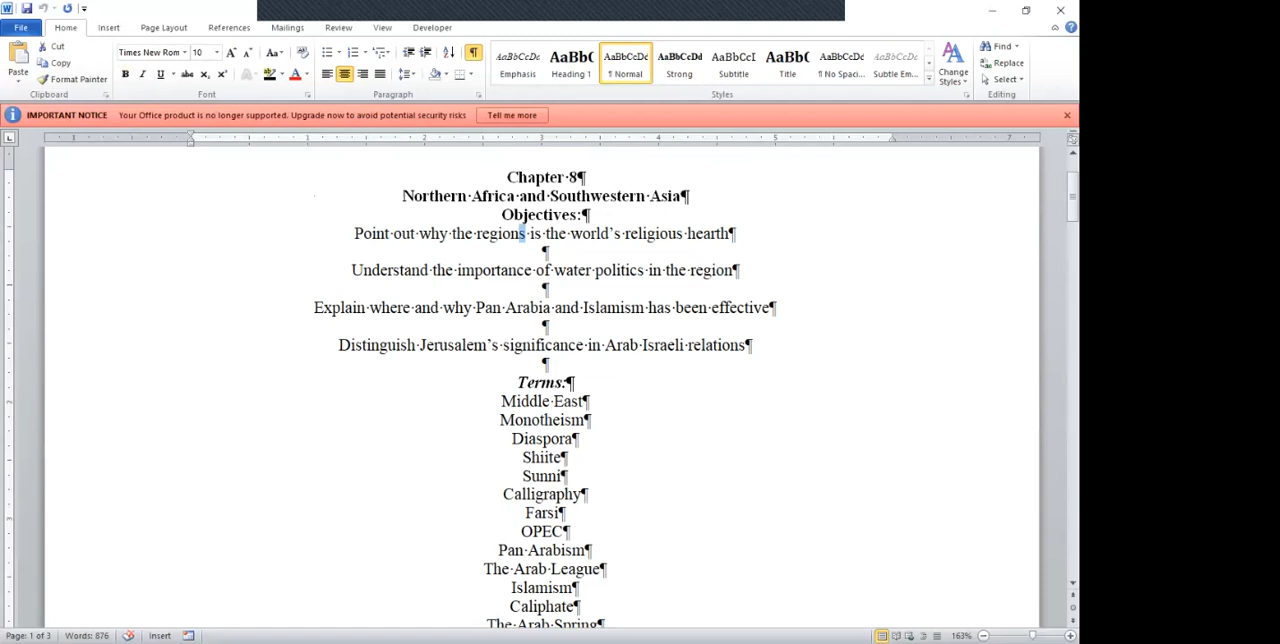 File Home Insert Page Layout References Mailings Review View Developer
Paste Cut Copy Format Painter
Times New Rom 10
Emphasis Heading 1 ¶ Normal Strong Subtitle Title ¶ No Spaci... Subtle Em...
Change Styles
Find Replace Select
Clipboard Font Paragraph Styles Editing
IMPORTANT NOTICE Your Office product is no longer supported. Upgrade now to avoid potential security risks Tell me more
Chapter·8¶
Northern·Africa·and·Southwestern·Asia¶
Objectives:¶
Point·out·why·the·regions·is·the·world’s·religious·hearth¶
¶
Understand·the·importance·of·water·politics·in·the·region¶
¶
Explain·where·and·why·Pan·Arabia·and·Islamism·has·been·effective¶
¶
Distinguish·Jerusalem’s·significance·in·Arab·Israeli·relations¶
¶
Terms:¶
Middle·East¶
Monotheism¶
Diaspora¶
Shiite¶
Sunni¶
Calligraphy¶
Farsi¶
OPEC¶
Pan·Arabism¶
The·Arab·League¶
Islamism¶
Caliphate¶
The·Arab·Spring¶
Page: 1 of 3 Words: 876 Insert 163%